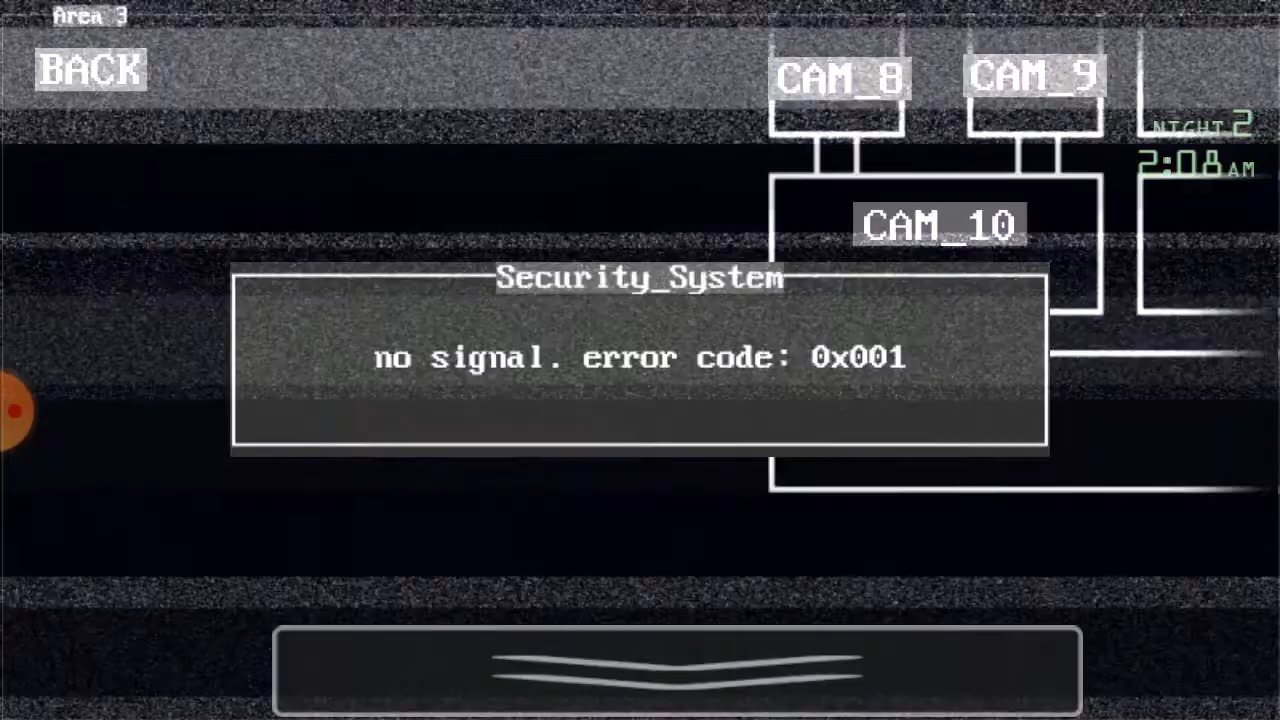 Area 3
BACK
CAM_8
CAM_9
NIGHT 2
2:08 AM
CAM_10
Security_System
no signal. error code: 0x001